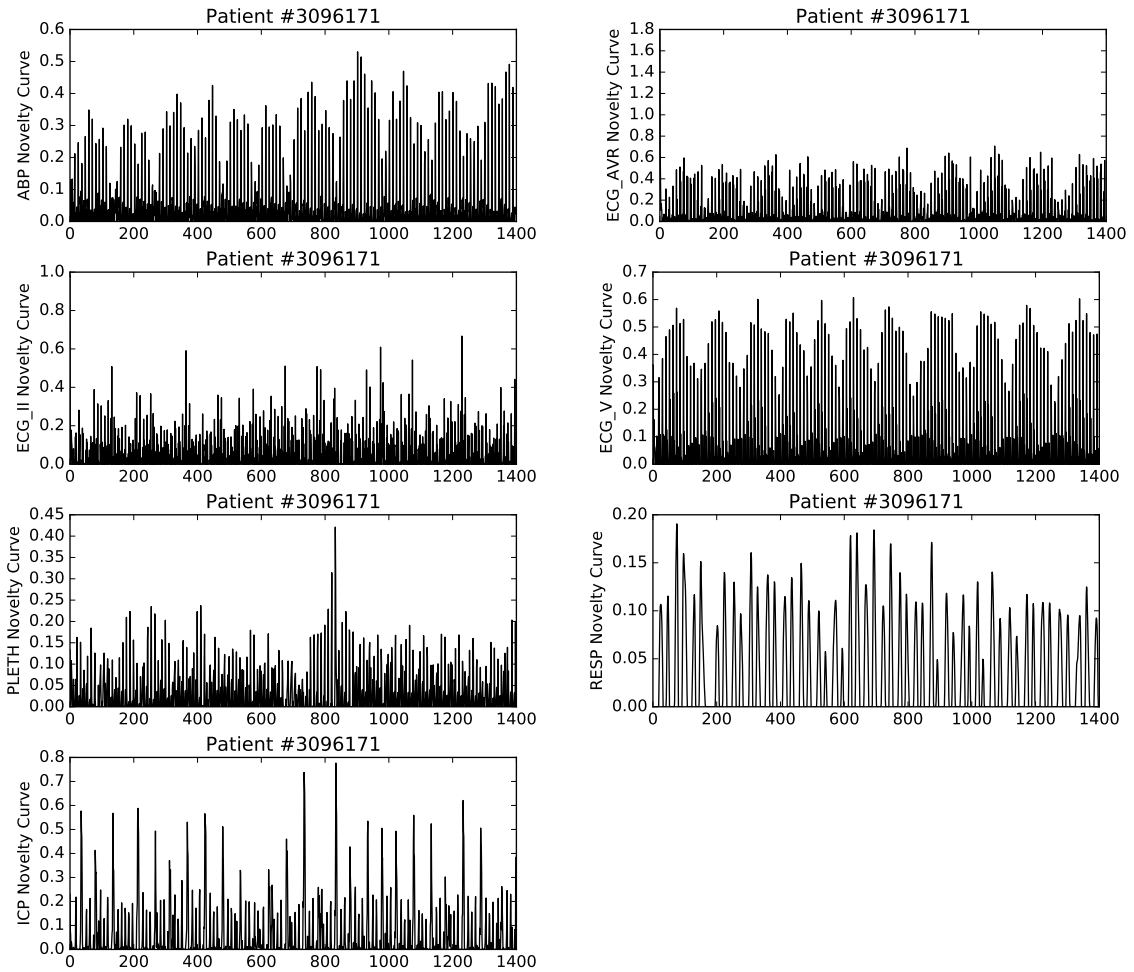 Patient #3096171
ABP Novelty Curve
0.6
0.5
0.4
0.3
0.2
0.1
0.0
0 200 400 600 800 1000 1200 1400
Patient #3096171
ECG_AVR Novelty Curve
1.8
1.6
1.4
1.2
1.0
0.8
0.6
0.4
0.2
0.0
0 200 400 600 800 1000 1200 1400
Patient #3096171
ECG_II Novelty Curve
1.0
0.8
0.6
0.4
0.2
0.0
0 200 400 600 800 1000 1200 1400
Patient #3096171
ECG_V Novelty Curve
0.7
0.6
0.5
0.4
0.3
0.2
0.1
0.0
0 200 400 600 800 1000 1200 1400
Patient #3096171
PLETH Novelty Curve
0.45
0.40
0.35
0.30
0.25
0.20
0.15
0.10
0.05
0.00
0 200 400 600 800 1000 1200 1400
Patient #3096171
RESP Novelty Curve
0.20
0.15
0.10
0.05
0.00
0 200 400 600 800 1000 1200 1400
Patient #3096171
ICP Novelty Curve
0.8
0.7
0.6
0.5
0.4
0.3
0.2
0.1
0.0
0 200 400 600 800 1000 1200 1400